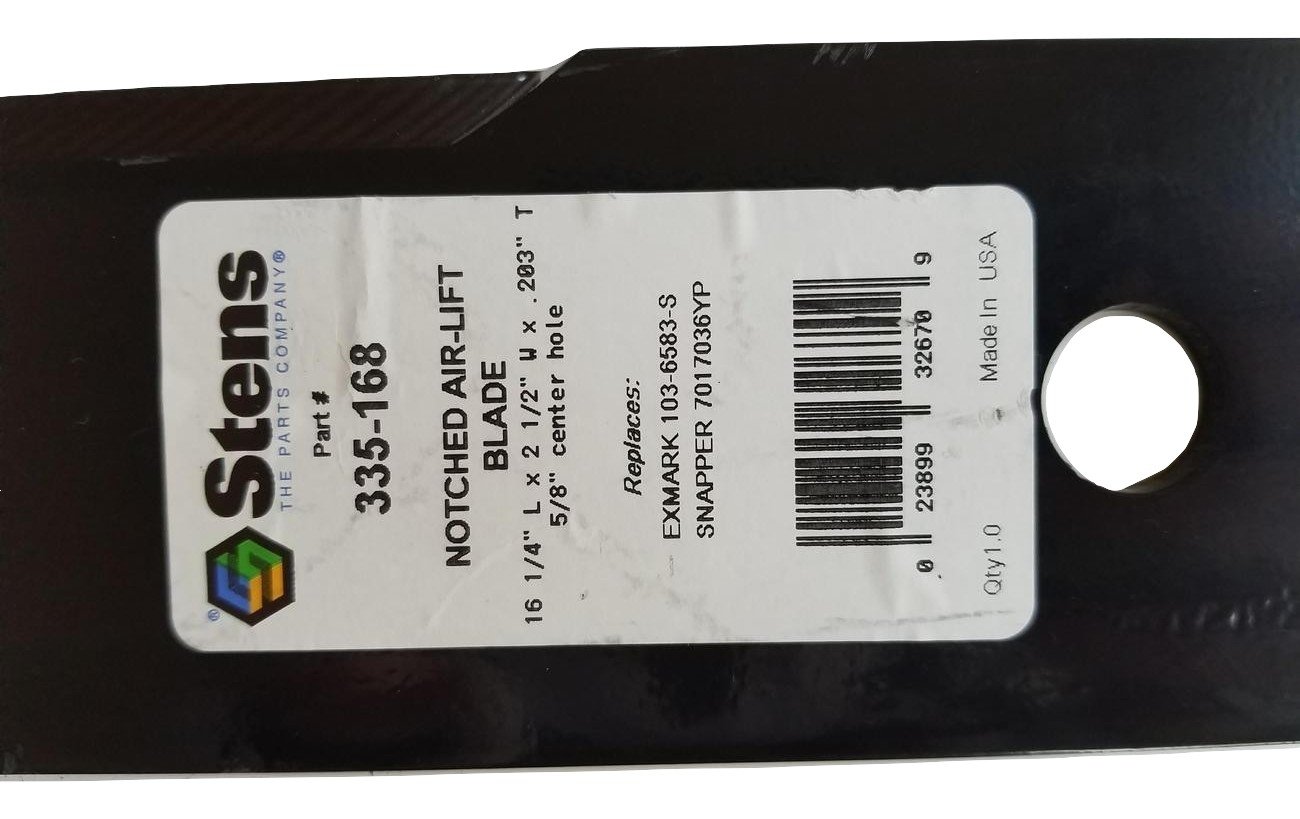 Stens
®
THE PARTS COMPANY®
Part #
335-168
NOTCHED AIR-LIFT
BLADE
16 1/4" L x 2 1/2" W x .203" T
5/8" center hole
Replaces:
EXMARK 103-6583-S
SNAPPER 7017036YP
0 23899 32670 9
Qty1.0 Made In USA